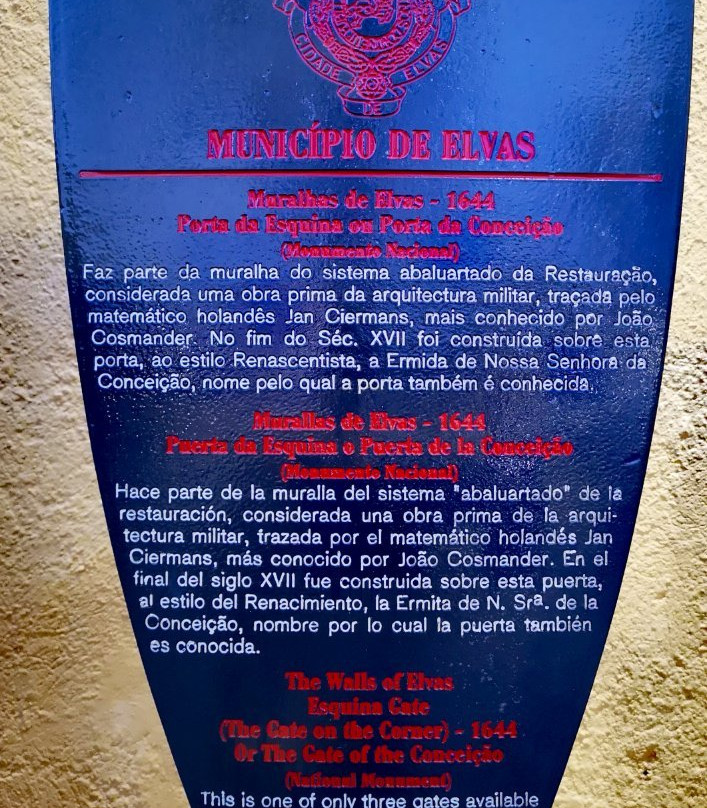 CIDADE DE ELVAS
MUNICÍPIO DE ELVAS
Muralhas de Elvas - 1644
Porta da Esquina ou Porta da Conceição
(Monumento Nacional)
Faz parte da muralha do sistema abaluartado da Restauração,
considerada uma obra prima da arquitectura militar, traçada pelo
matemático holandês Jan Ciermans, mais conhecido por João
Cosmander. No fim do Séc. XVII foi construida sobre esta
porta, ao estilo Renascentista, a Ermida de Nossa Senhora da
Conceição, nome pelo qual a porta também é conhecida.
Murallas de Elvas - 1644
Puerta da Esquina o Puerta de la Conceição
(Monumento Nacional)
Hace parte de la muralla del sistema "abaluartado" de la
restauración, considerada una obra prima de la arqui-
tectura militar, trazada por el matemático holandés Jan
Ciermans, más conocido por João Cosmander. En el
final del siglo XVII fue construida sobre esta puerta,
al estilo del Renacimiento, la Ermita de N. Srª. de la
Conceição, nombre por lo cual la puerta también
es conocida.
The Walls of Elvas
Esquina Gate
(The Gate on the Corner) - 1644
Or The Gate of the Conceição
(National Monument)
This is one of only three gates available